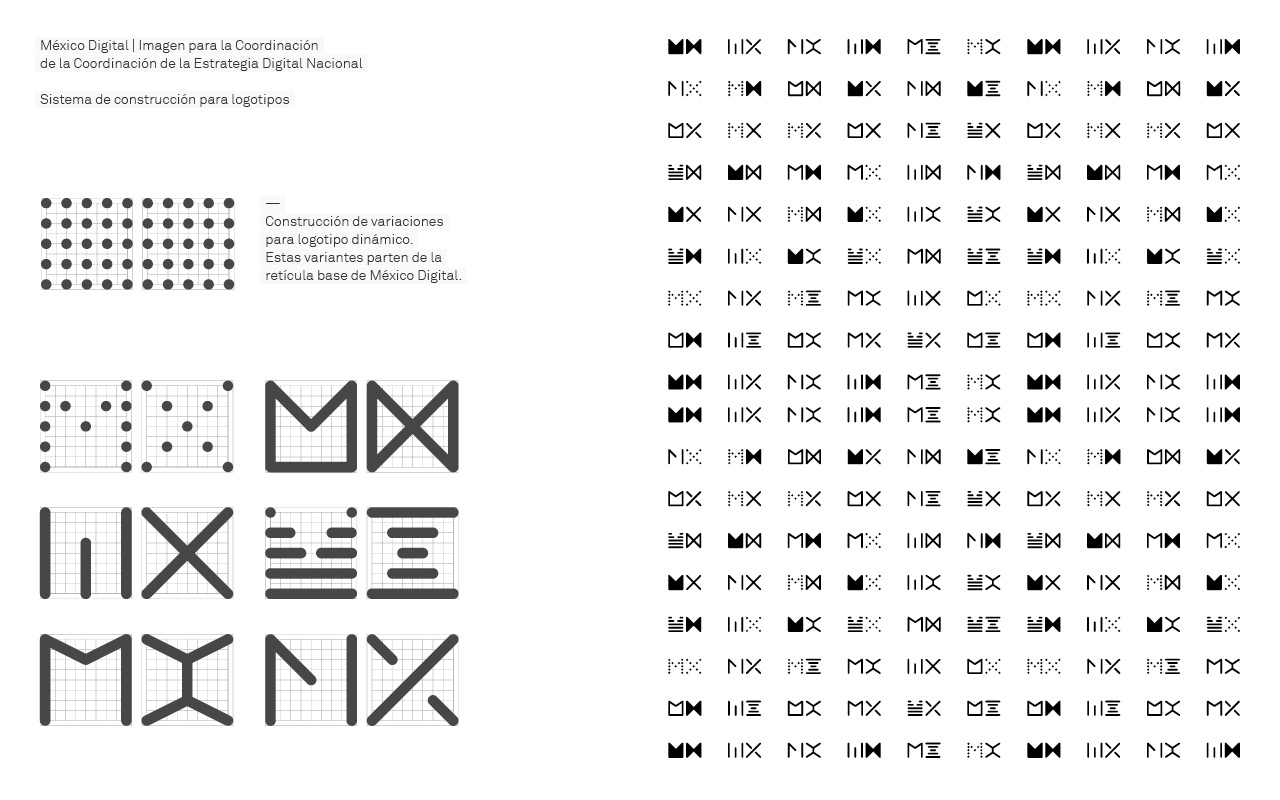 México Digital | Imagen para la Coordinación
de la Coordinación de la Estrategia Digital Nacional
Sistema de construcción para logotipos
—
Construcción de variaciones
para logotipo dinámico.
Estas variantes parten de la
retícula base de México Digital.